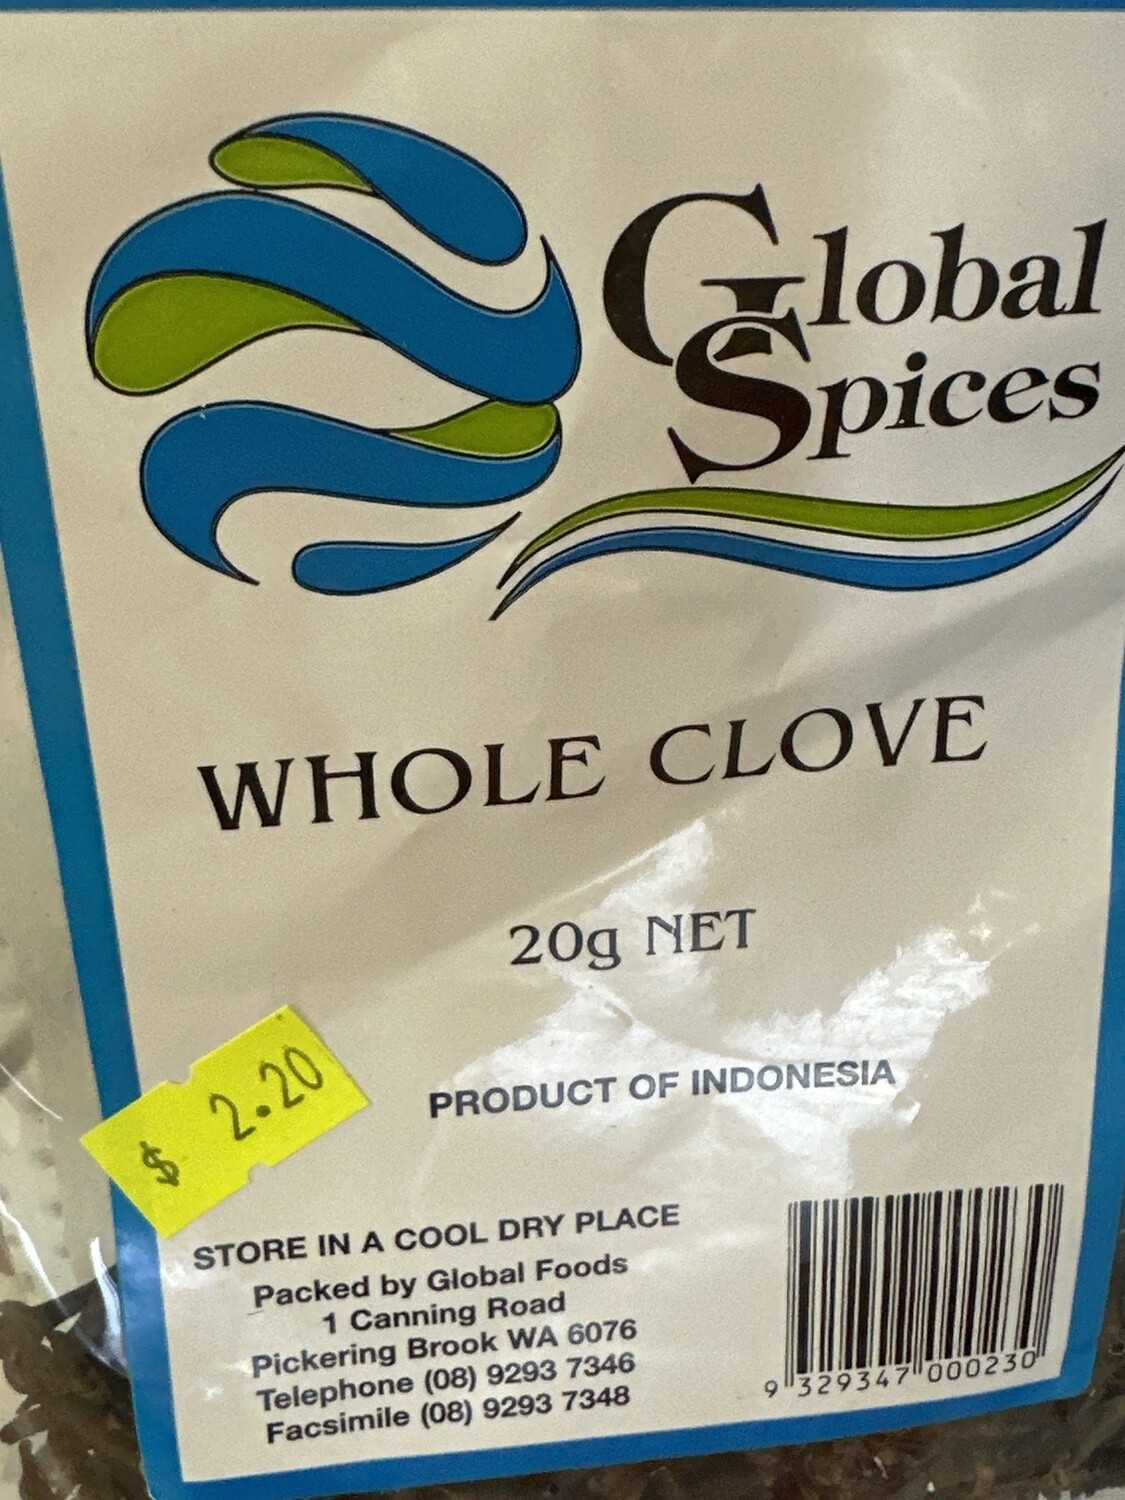 Global
Spices
WHOLE CLOVE
20g NET
$ 2.20
PRODUCT OF INDONESIA
STORE IN A COOL DRY PLACE
Packed by Global Foods
1 Canning Road
Pickering Brook WA 6076
Telephone (08) 9293 7346
Facsimile (08) 9293 7348
9 329347 000230